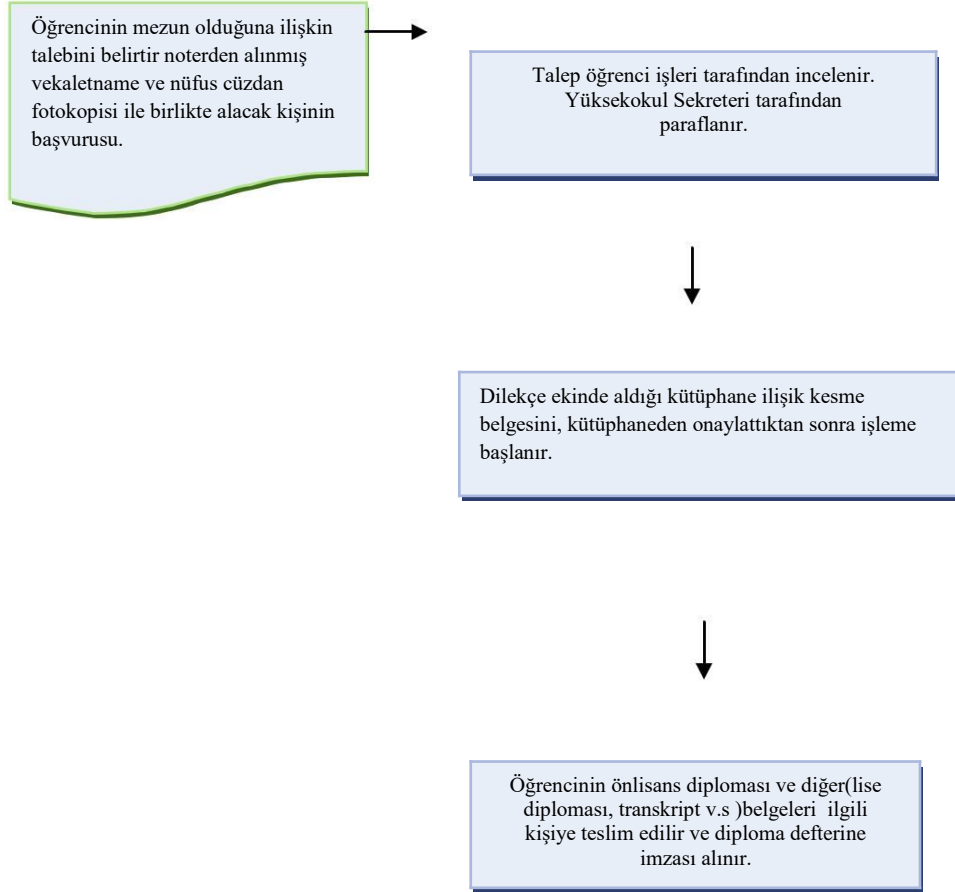 Öğrencinin mezun olduğuna ilişkin
talebini belirtir noterden alınmış
vekaletname ve nüfus cüzdan
fotokopisi ile birlikte alacak kişinin
başvurusu.
Talep öğrenci işleri tarafından incelenir.
Yüksekokul Sekreteri tarafından
paraflanır.
Dilekçe ekinde aldığı kütüphane ilişik kesme
belgesini, kütüphaneden onaylattıktan sonra işleme
başlanır.
Öğrencinin önlisans diploması ve diğer(lise
diploması, transkript v.s )belgeleri ilgili
kişiye teslim edilir ve diploma defterine
imzası alınır.